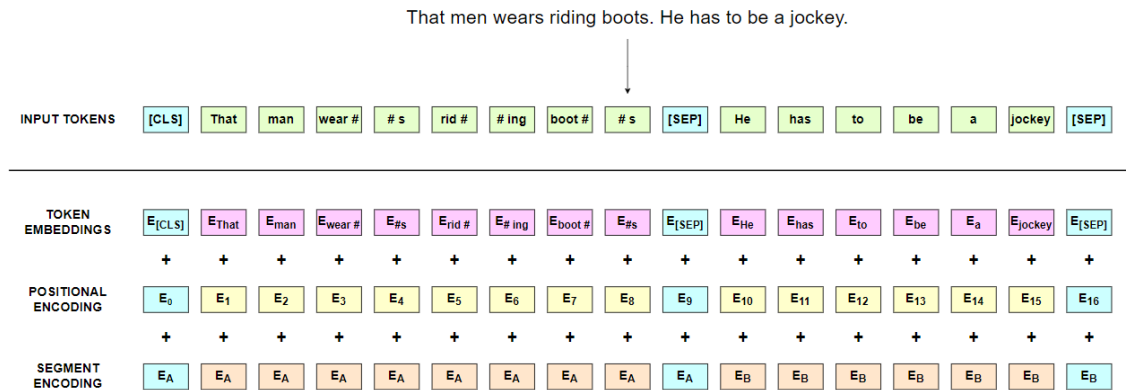 That men wears riding boots. He has to be a jockey.
INPUT TOKENS [CLS] That man wear # # s rid # # ing boot # # s [SEP] He has to be a jockey [SEP]
TOKEN EMBEDDINGS E[CLS] EThat Eman Ewear # E#s Erid # E# ing Eboot # E#s E[SEP] EHe Ehas Eto Ebe Ea Ejockey E[SEP]
+ + + + + + + + + + + + + + + + +
POSITIONAL ENCODING E0 E1 E2 E3 E4 E5 E6 E7 E8 E9 E10 E11 E12 E13 E14 E15 E16
+ + + + + + + + + + + + + + + + +
SEGMENT ENCODING EA EA EA EA EA EA EA EA EA EA EB EB EB EB EB EB EB